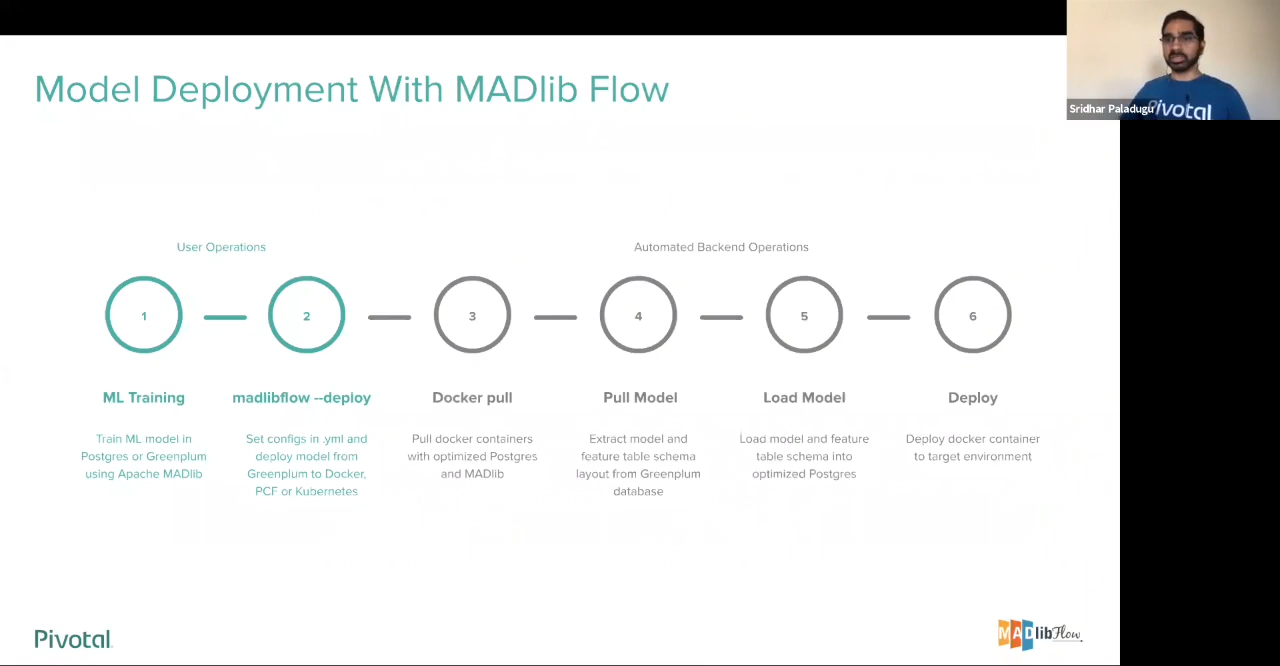 Model Deployment With MADlib Flow
Sridhar Paladugu
Pivotal
User Operations
Automated Backend Operations
1
2
3
4
5
6
ML Training
madlibflow --deploy
Docker pull
Pull Model
Load Model
Deploy
Train ML model in
Postgres or Greenplum
using Apache MADlib
Set configs in .yml and
deploy model from
Greenplum to Docker,
PCF or Kubernetes
Pull docker containers
with optimized Postgres
and MADlib
Extract model and
feature table schema
layout from Greenplum
database
Load model and feature
table schema into
optimized Postgres
Deploy docker container
to target environment
Pivotal
MADlibFlow